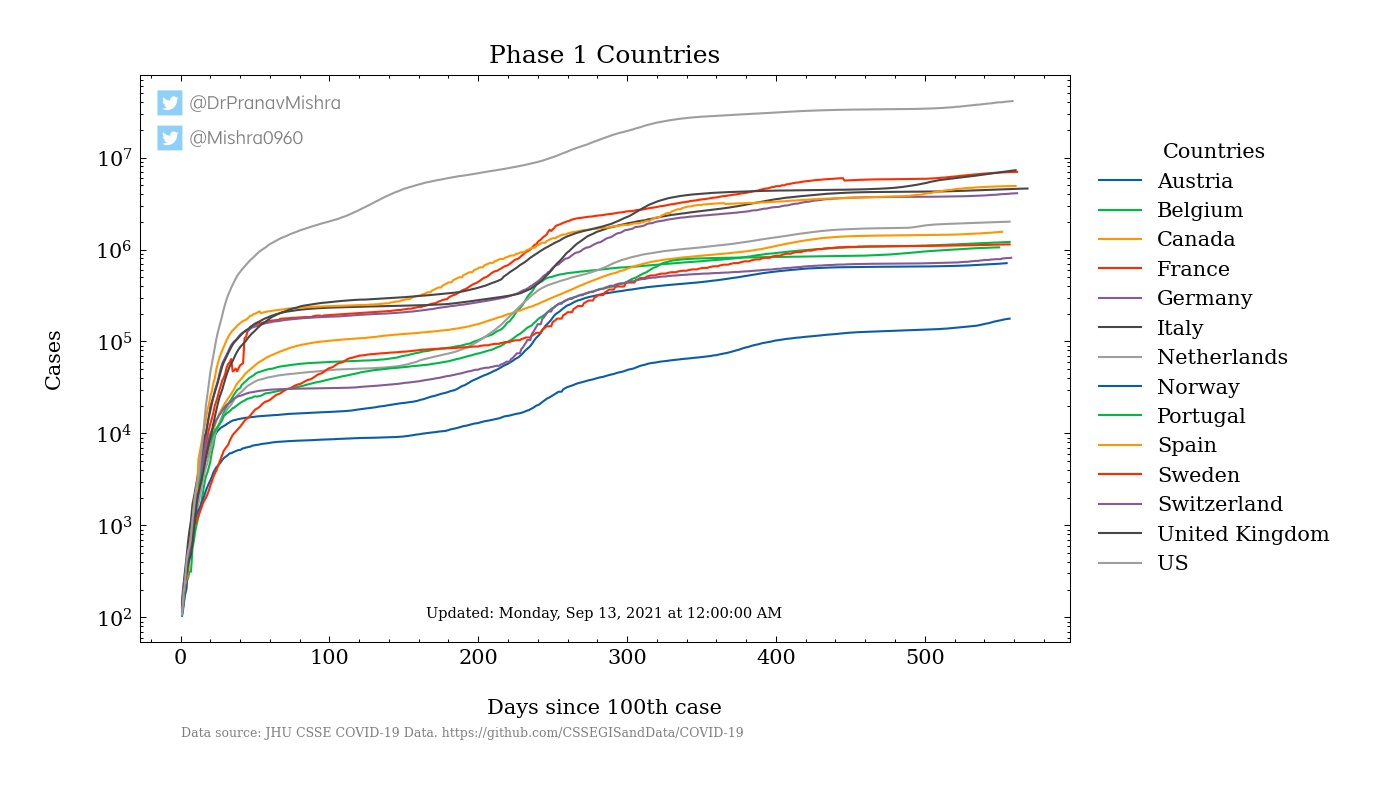 Phase 1 Countries
@DrPranavMishra
@Mishra0960
10^7
10^6
10^5
10^4
10^3
10^2
Cases
Updated: Monday, Sep 13, 2021 at 12:00:00 AM
0 100 200 300 400 500
Days since 100th case
Data source: JHU CSSE COVID-19 Data. https://github.com/CSSEGISandData/COVID-19
Countries
Austria
Belgium
Canada
France
Germany
Italy
Netherlands
Norway
Portugal
Spain
Sweden
Switzerland
United Kingdom
US